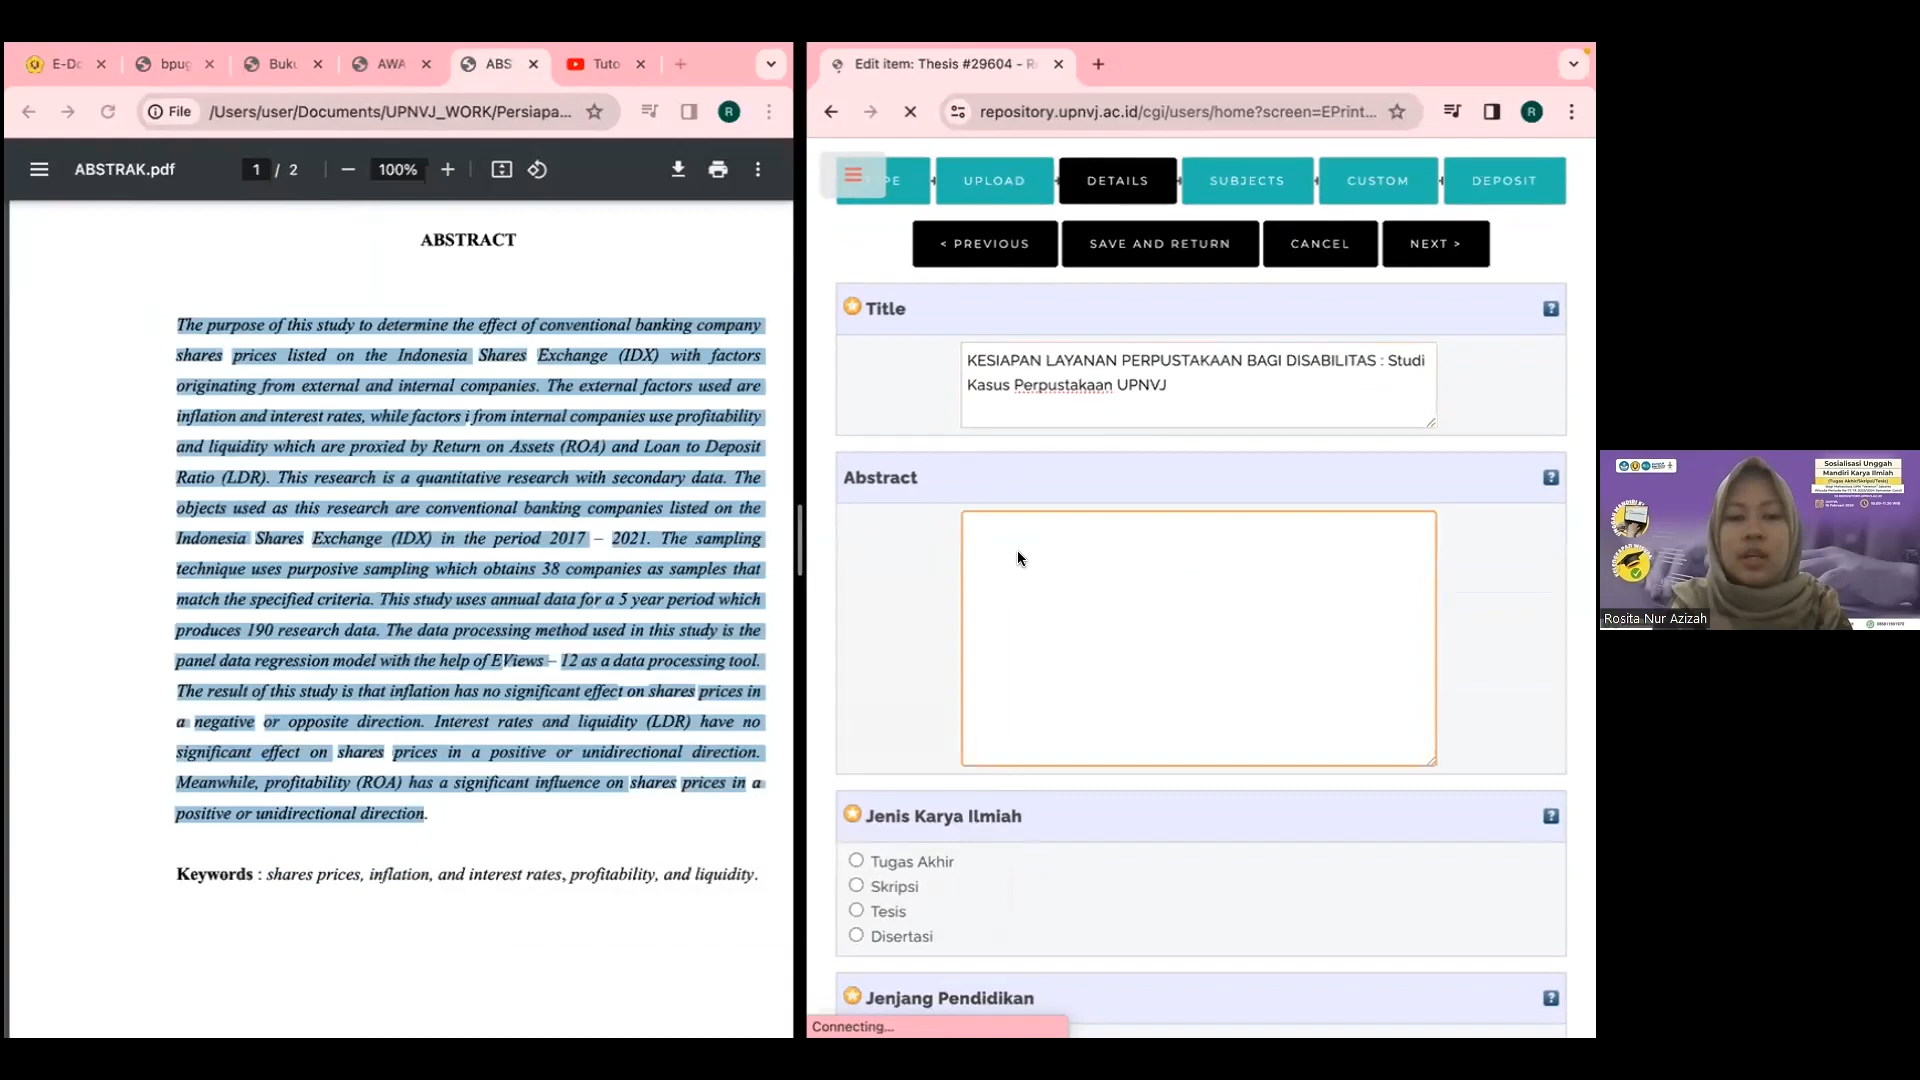 E-Do
bpug
Buku
AWA
ABS
Tuto
File
/Users/user/Documents/UPNVJ_WORK/Persiapa...
R
ABSTRAK.pdf
1 / 2
100%
ABSTRACT
The purpose of this study to determine the effect of conventional banking company
shares prices listed on the Indonesia Shares Exchange (IDX) with factors
originating from external and internal companies. The external factors used are
inflation and interest rates, while factors i from internal companies use profitability
and liquidity which are proxied by Return on Assets (ROA) and Loan to Deposit
Ratio (LDR). This research is a quantitative research with secondary data. The
objects used as this research are conventional banking companies listed on the
Indonesia Shares Exchange (IDX) in the period 2017 – 2021. The sampling
technique uses purposive sampling which obtains 38 companies as samples that
match the specified criteria. This study uses annual data for a 5 year period which
produces 190 research data. The data processing method used in this study is the
panel data regression model with the help of EViews – 12 as a data processing tool.
The result of this study is that inflation has no significant effect on shares prices in
a negative or opposite direction. Interest rates and liquidity (LDR) have no
significant effect on shares prices in a positive or unidirectional direction.
Meanwhile, profitability (ROA) has a significant influence on shares prices in a
positive or unidirectional direction.
Keywords : shares prices, inflation, and interest rates, profitability, and liquidity.
Edit item: Thesis #29604 - R
repository.upnvj.ac.id/cgi/users/home?screen=EPrint...
R
PE
UPLOAD
DETAILS
SUBJECTS
CUSTOM
DEPOSIT
< PREVIOUS
SAVE AND RETURN
CANCEL
NEXT >
Title
?
KESIAPAN LAYANAN PERPUSTAKAAN BAGI DISABILITAS : Studi
Kasus Perpustakaan UPNVJ
Abstract
?
Jenis Karya Ilmiah
?
Tugas Akhir
Skripsi
Tesis
Disertasi
Jenjang Pendidikan
?
Connecting...
Sosialisasi Unggah
Mandiri Karya Ilmiah
(Tugas Akhir/Skripsi/Tesis)
Rosita Nur Azizah